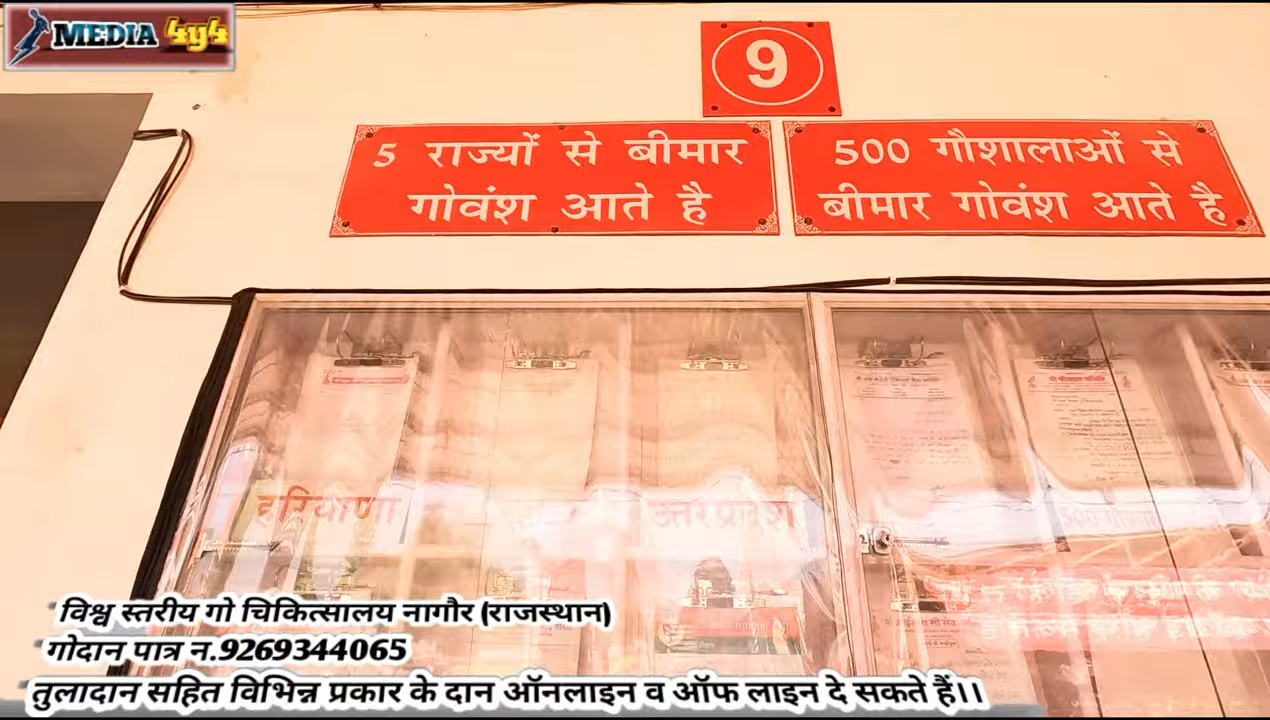 MEDIA 4y4
9
5 राज्यों से बीमार
गोवंश आते है
500 गौशालाओं से
बीमार गोवंश आते है
हरियाणा
उत्तर प्रदेश
विश्व स्तरीय गो चिकित्सालय नागौर (राजस्थान)
गोदान पात्र न.9269344065
तुलादान सहित विभिन्न प्रकार के दान ऑनलाइन व ऑफ लाइन दे सकते हैं।।